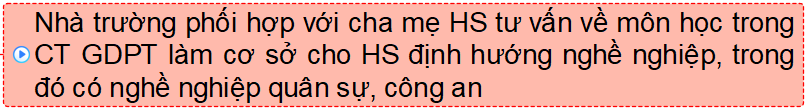 Nhà trường phối hợp với cha mẹ HS tư vấn về môn học trong
CT GDPT làm cơ sở cho HS định hướng nghề nghiệp, trong
đó có nghề nghiệp quân sự, công an